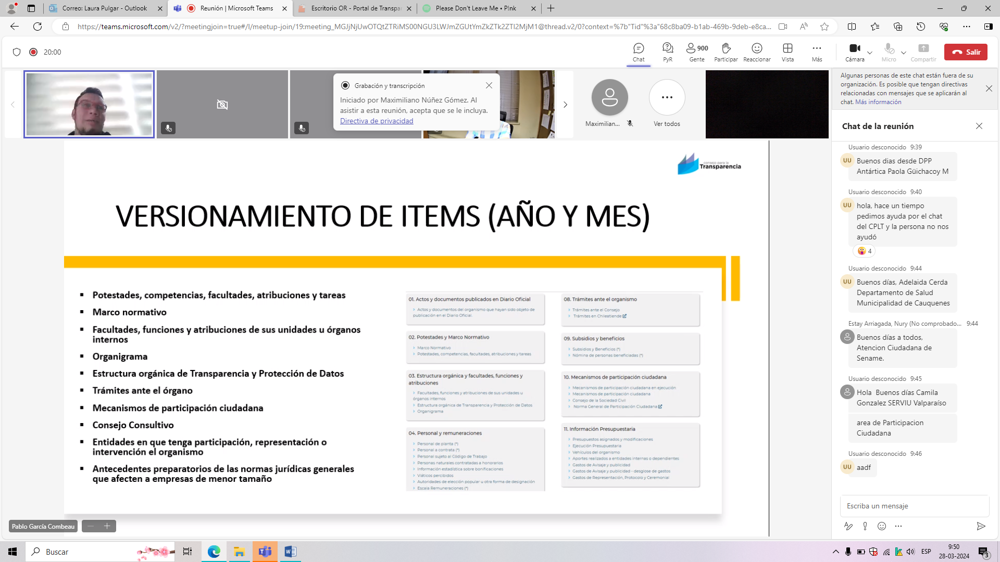 Correo: Laura Pulgar - Outlook
Reunión | Microsoft Teams
Escritorio OR - Portal de Transpa
Please Don't Leave Me • P!nk
https://teams.microsoft.com/v2/?meetingjoin=true#/l/meetup-join/19:meeting_MGJjNjUwOTQtZTRiMS00NGU3LWJmZGUtYmZkZTk2ZTI2MjM1@thread.v2/0?context=%7b"Tid"%3a"68c8ba09-b1ab-469b-9deb-e8ca...
20:00
Chat
PyR
900
Gente
Participar
Reaccionar
Vista
Más
Cámara
Micro
Compartir
Salir
Grabación y transcripción
Iniciado por Maximiliano Núñez Gómez. Al
asistir a esta reunión, acepta que se le incluya.
Directiva de privacidad
Maximilian...
Ver todos
consejo para la
Transparencia
VERSIONAMIENTO DE ITEMS (AÑO Y MES)
Potestades, competencias, facultades, atribuciones y tareas
Marco normativo
Facultades, funciones y atribuciones de sus unidades u órganos
internos
Organigrama
Estructura orgánica de Transparencia y Protección de Datos
Trámites ante el órgano
Mecanismos de participación ciudadana
Consejo Consultivo
Entidades en que tenga participación, representación o
intervención el organismo
Antecedentes preparatorios de las normas jurídicas generales
que afecten a empresas de menor tamaño
01. Actos y documentos publicados en Diario Oficial
Actos y documentos del organismo que hayan sido objeto de
publicación en el Diario Oficial.
02. Potestades y Marco Normativo
Marco Normativo
Potestades, competencias, facultades, atribuciones y tareas
03. Estructura orgánica y facultades, funciones y
atribuciones
Facultades, funciones y atribuciones de sus unidades u
órganos internos
Estructura orgánica de Transparencia y Protección de Datos
Organigrama
04. Personal y remuneraciones
Personal de planta (*)
Personal a contrata (*)
Personal sujeto al Código de Trabajo
Personas naturales contratadas a honorarios
Información estadística sobre bonificaciones
Viáticos percibidos
Autoridades de elección popular u otra forma de designación
Escala Remuneraciones (*)
08. Trámites ante el organismo
Trámites ante el Consejo
Trámites en Chileatiende
09. Subsidios y beneficios
Subsidios y Beneficios (*)
Nómina de personas beneficiadas (*)
10. Mecanismos de participación ciudadana
Mecanismos de participación ciudadana en ejecución
Mecanismos de participación ciudadana
Consejo de la Sociedad Civil
Norma General de Participación Ciudadana
11. Información Presupuestaria
Presupuestos asignados y modificaciones
Ejecución Presupuestaria
Vehículos del organismo
Aportes realizados a entidades internas o dependientes
Gastos de Avisaje y publicidad
Gastos de Avisaje y publicidad - desglose de gastos
Gastos de Representación, Protocolo y Ceremonial
Pablo García Combeau
Algunas personas de este chat están fuera de su
organización. Es posible que tengan directivas
relacionadas con mensajes que se aplicarán al
chat. Más información
Chat de la reunión
Usuario desconocido 9:39
UU
Buenos dias desde DPP
Antártica Paola Güichacoy M
Usuario desconocido 9:40
UU
hola, hace un tiempo
pedimos ayuda por el chat
del CPLT y la persona no nos
ayudó
4
Usuario desconocido 9:44
UU
Buenos días, Adelaida Cerda
Departamento de Salud
Municipalidad de Cauquenes
Estay Arriagada, Nury (No comprobado... 9:44
Buenos días a todos,
Atencion Ciudadana de
Sename.
Usuario desconocido 9:45
Hola Buenos días Camila
Gonzalez SERVIU Valparaíso
area de Participacion
Ciudadana
Usuario desconocido 9:46
UU
aadf
Escriba un mensaje
Buscar
ESP
9:50
28-03-2024
3